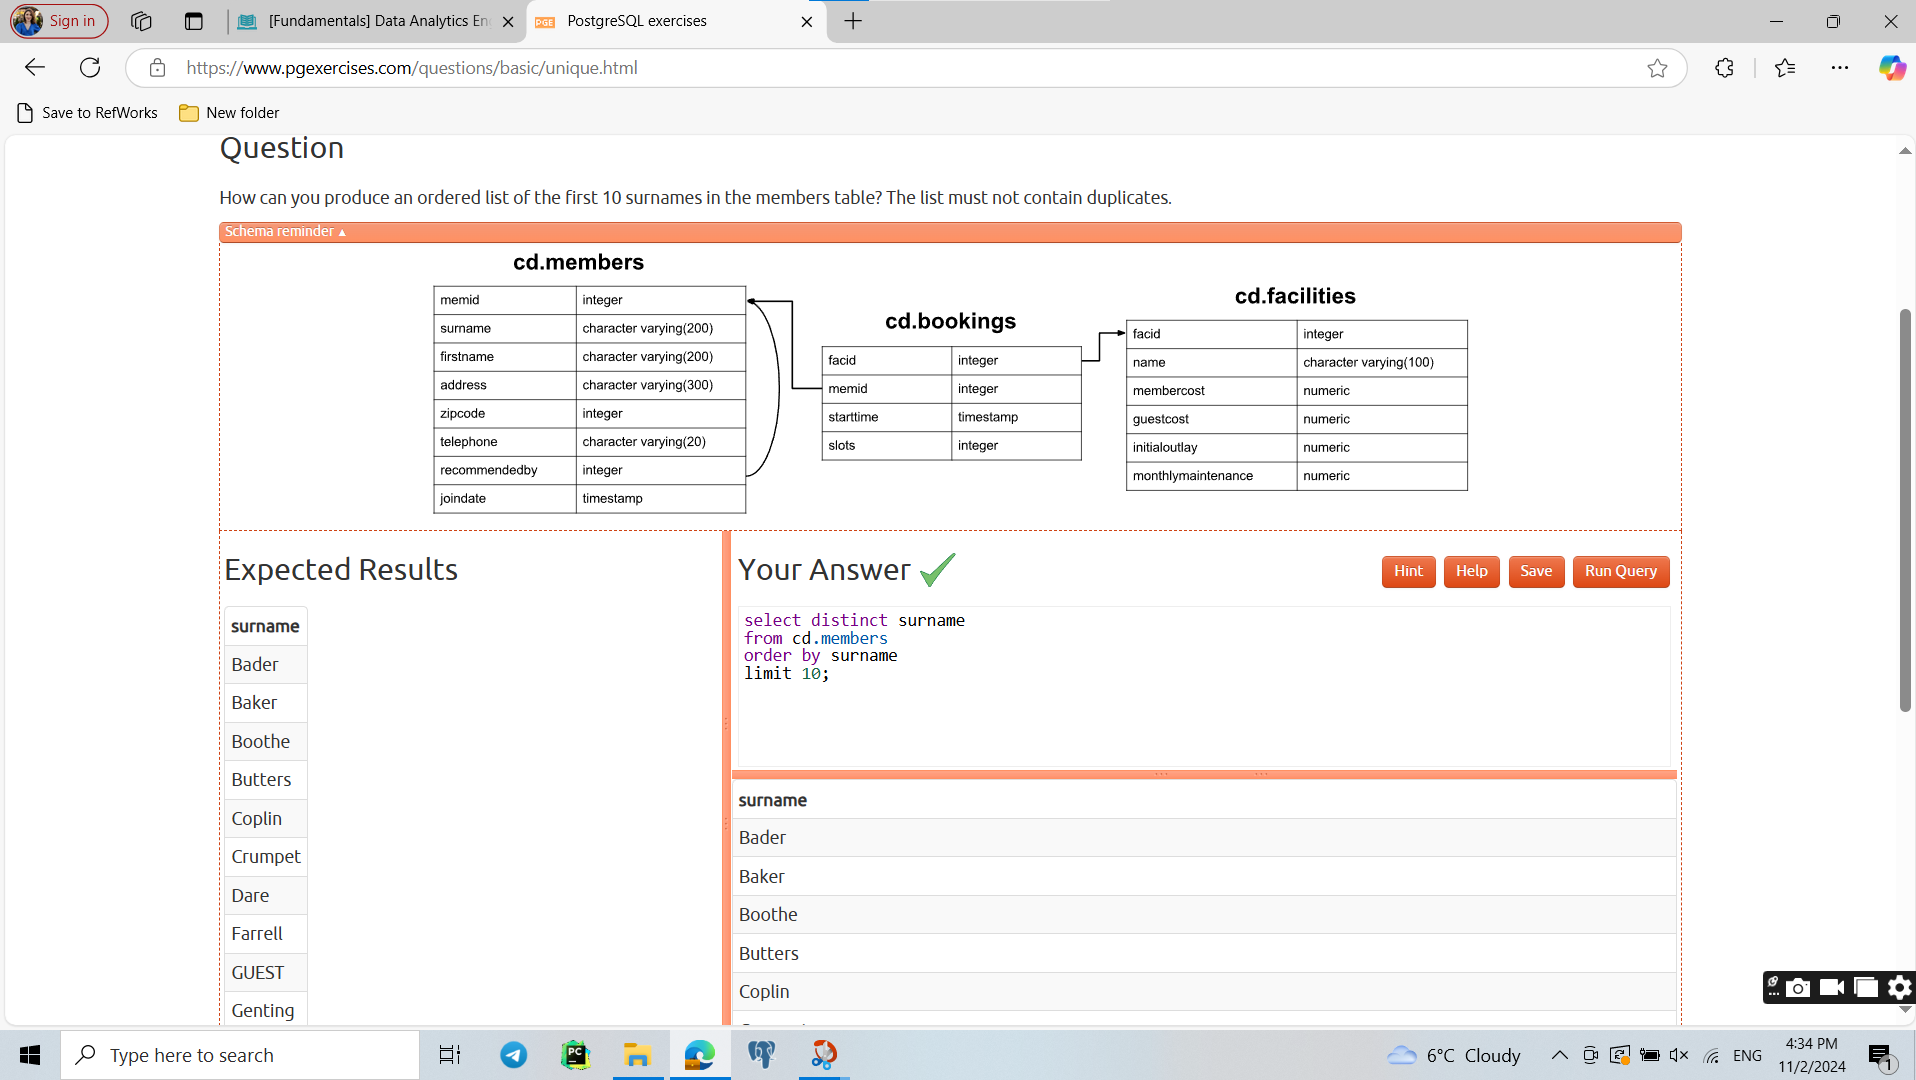 Sign in
[Fundamentals] Data Analytics En
PostgreSQL exercises
https://www.pgexercises.com/questions/basic/unique.html
Save to RefWorks
New folder
Question
How can you produce an ordered list of the first 10 surnames in the members table? The list must not contain duplicates.
Schema reminder ▲
cd.members
memid integer
surname character varying(200)
firstname character varying(200)
address character varying(300)
zipcode integer
telephone character varying(20)
recommendedby integer
joindate timestamp
cd.bookings
facid integer
memid integer
starttime timestamp
slots integer
cd.facilities
facid integer
name character varying(100)
membercost numeric
guestcost numeric
initialoutlay numeric
monthlymaintenance numeric
Expected Results
surname
Bader
Baker
Boothe
Butters
Coplin
Crumpet
Dare
Farrell
GUEST
Genting
Your Answer
Hint
Help
Save
Run Query
select distinct surname
from cd.members
order by surname
limit 10;
surname
Bader
Baker
Boothe
Butters
Coplin
Type here to search
PC
6°C Cloudy
ENG
4:34 PM
11/2/2024
1